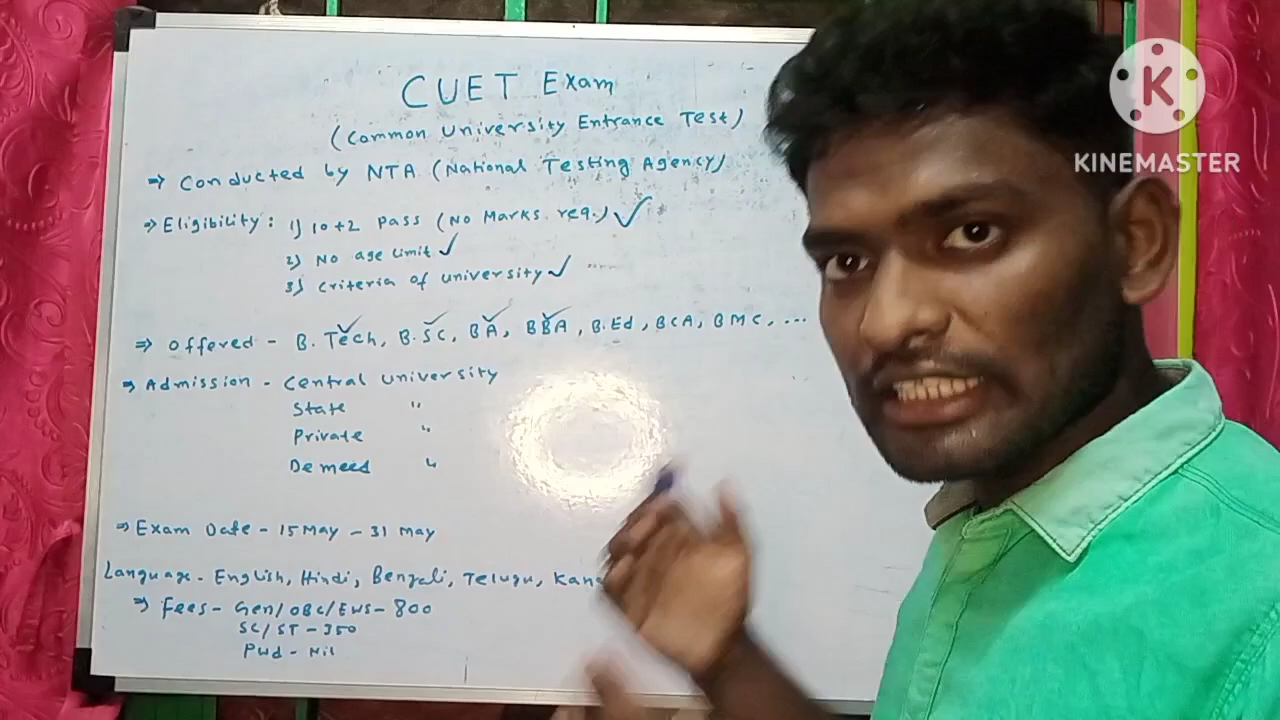 CUET Exam
(Common University Entrance Test)
⇒ Conducted by NTA (National Testing Agency)
⇒ Eligibility: 1) 10+2 pass (No Marks req.) ✓
2) No age limit ✓
3) Criteria of university ✓
⇒ Offered - B. Tech, B. SC, BA, BBA, B.Ed, BCA, BMC, ...
⇒ Admission - Central University
State "
Private "
Demeed "
⇒ Exam Date - 15 May - 31 May
Language - English, Hindi, Bengali, Telugu,
⇒ Fees - Gen/OBC/EWS - 800
SC/ST - 350
Pwd - Nil
K
KINEMASTER